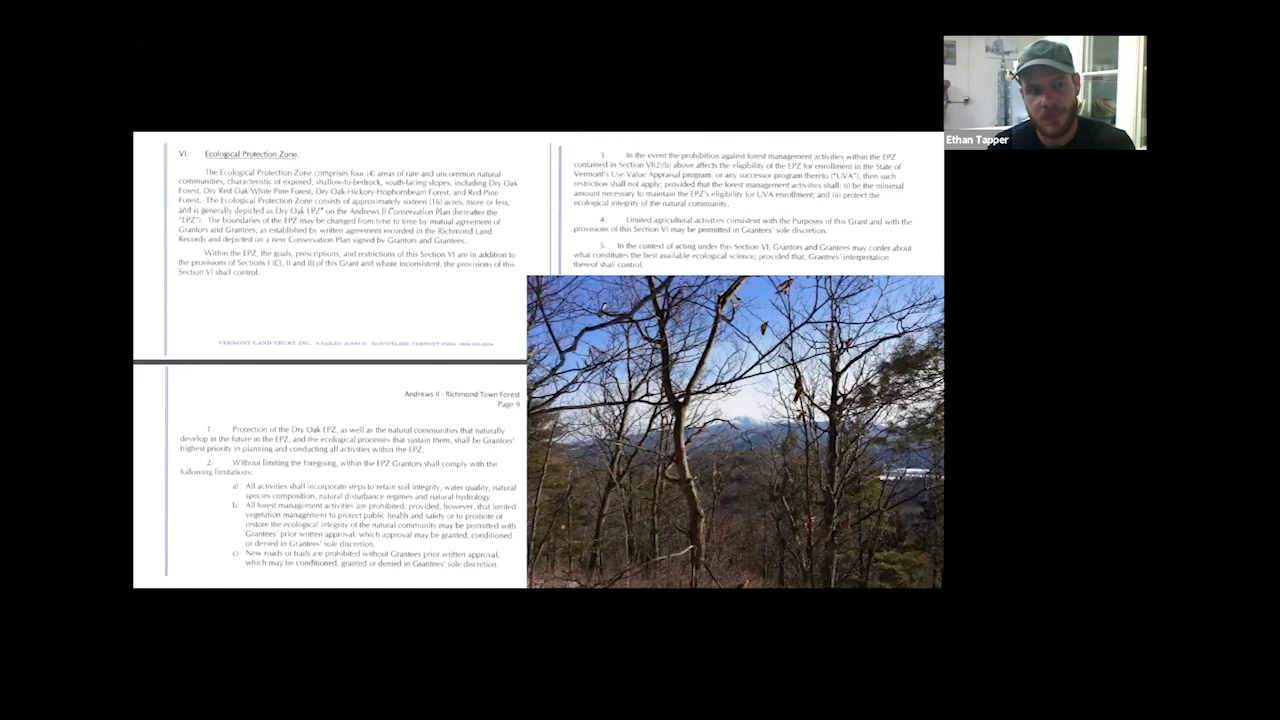 Ethan Tapper
VI. Ecological Protection Zone.
The Ecological Protection Zone comprises four (4) areas of rare and uncommon natural
communities, characteristic of exposed, shallow-to-bedrock, south-facing slopes, including Dry Oak
Forest, Dry Red Oak-White Pine Forest, Dry Oak-Hickory-Hophornbeam Forest, and Red Pine
Forest. The Ecological Protection Zone consists of approximately sixteen (16) acres, more or less,
and is generally depicted as Dry Oak EPZ" on the Andrews II Conservation Plan (hereafter the
"EPZ"). The boundaries of the EPZ may be changed from time to time by mutual agreement of
Grantors and Grantees, as established by written agreement recorded in the Richmond Land
Records and depicted on a new Conservation Plan signed by Grantors and Grantees.
Within the EPZ, the goals, prescriptions, and restrictions of this Section VI are in addition to
the provisions of Sections I (C), II and III of this Grant and where inconsistent, the provisions of this
Section VI shall control.
VERMONT LAND TRUST, INC. 8 BAILEY AVENUE MONTPELIER, VERMONT
Andrews II - Richmond Town Forest
Page 9
1. Protection of the Dry Oak EPZ, as well as the natural communities that naturally
develop in the future in the EPZ, and the ecological processes that sustain them, shall be Grantors'
highest priority in planning and conducting all activities within the EPZ.
2. Without limiting the foregoing, within the EPZ Grantors shall comply with the
following limitations:
a) All activities shall incorporate steps to retain soil integrity, water quality, natural
species composition, natural disturbance regimes and natural hydrology.
b) All forest management activities are prohibited; provided, however, that limited
vegetation management to protect public health and safety or to promote or
restore the ecological integrity of the natural community may be permitted with
Grantees' prior written approval, which approval may be granted, conditioned
or denied in Grantees' sole discretion.
c) New roads or trails are prohibited without Grantees prior written approval,
which may be conditioned, granted or denied in Grantees' sole discretion.
3. In the event the prohibition against forest management activities within the EPZ
contained in Section VI(2)(b) above affects the eligibility of the EPZ for enrollment in the State of
Vermont's Use Value Appraisal program, or any successor program thereto ("UVA"), then such
restriction shall not apply; provided that the forest management activities shall: (i) be the minimal
amount necessary to maintain the EPZ's eligibility for UVA enrollment; and (ii) protect the
ecological integrity of the natural community.
4. Limited agricultural activities consistent with the Purposes of this Grant and with the
provisions of this Section VI may be permitted in Grantees' sole discretion.
5. In the context of acting under this Section VI, Grantors and Grantees may confer about
what constitutes the best available ecological science; provided that, Grantees' interpretation
thereof shall control.